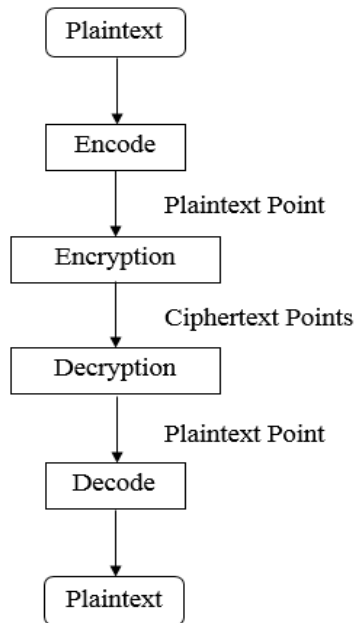 Plaintext
Encode
Plaintext Point
Encryption
Ciphertext Points
Decryption
Plaintext Point
Decode
Plaintext